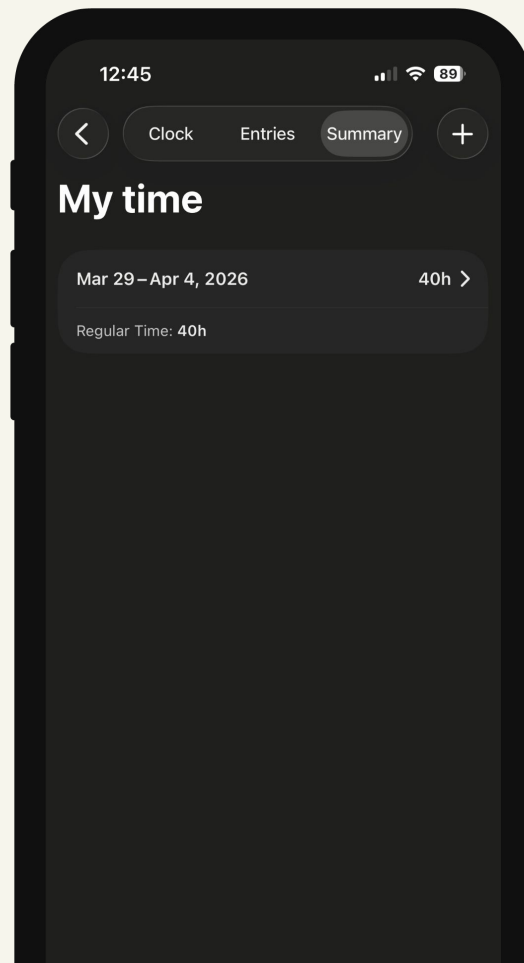 12:45 89
Clock Entries Summary
My time
Mar 29 – Apr 4, 2026 40h
Regular Time: 40h